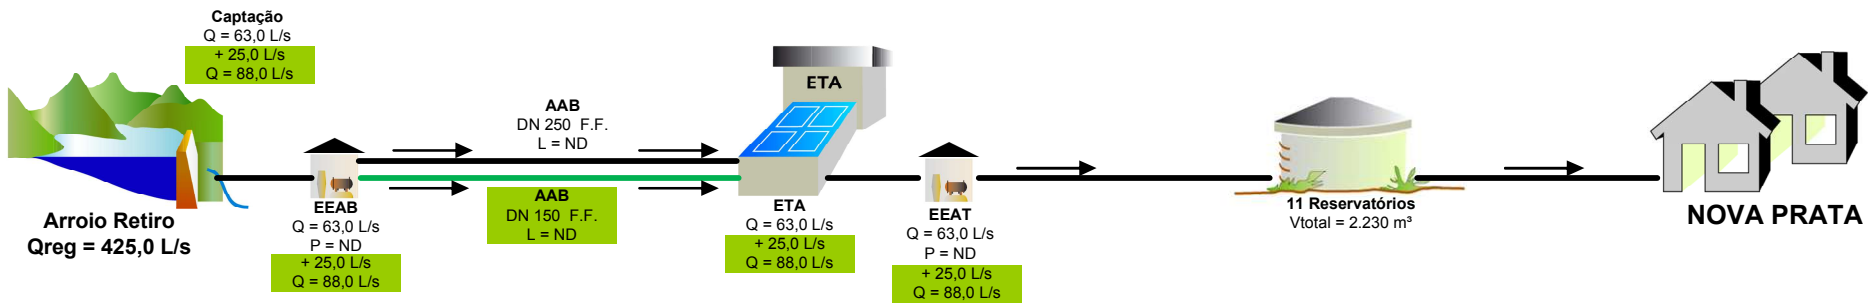 Captação
Q = 63,0 L/s
+ 25,0 L/s
Q = 88,0 L/s
Arroio Retiro
Qreg = 425,0 L/s
EEAB
Q = 63,0 L/s
P = ND
+ 25,0 L/s
Q = 88,0 L/s
AAB
DN 250 F.F.
L = ND
AAB
DN 150 F.F.
L = ND
ETA
ETA
Q = 63,0 L/s
+ 25,0 L/s
Q = 88,0 L/s
EEAT
Q = 63,0 L/s
P = ND
+ 25,0 L/s
Q = 88,0 L/s
11 Reservatórios
Vtotal = 2.230 m³
NOVA PRATA